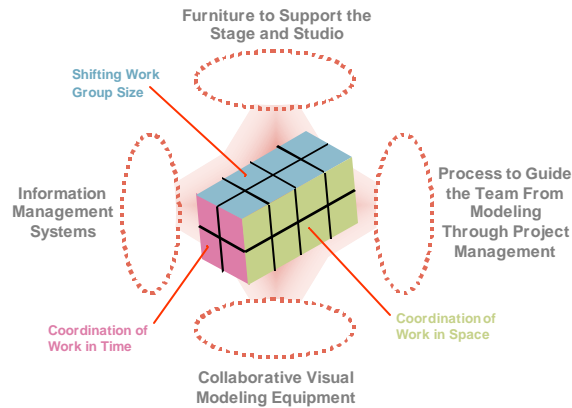 Furniture to Support the
Stage and Studio
Shifting Work
Group Size
Information
Management
Systems
Process to Guide
the Team From
Modeling
Through Project
Management
Coordination of
Work in Time
Coordination of
Work in Space
Collaborative Visual
Modeling Equipment